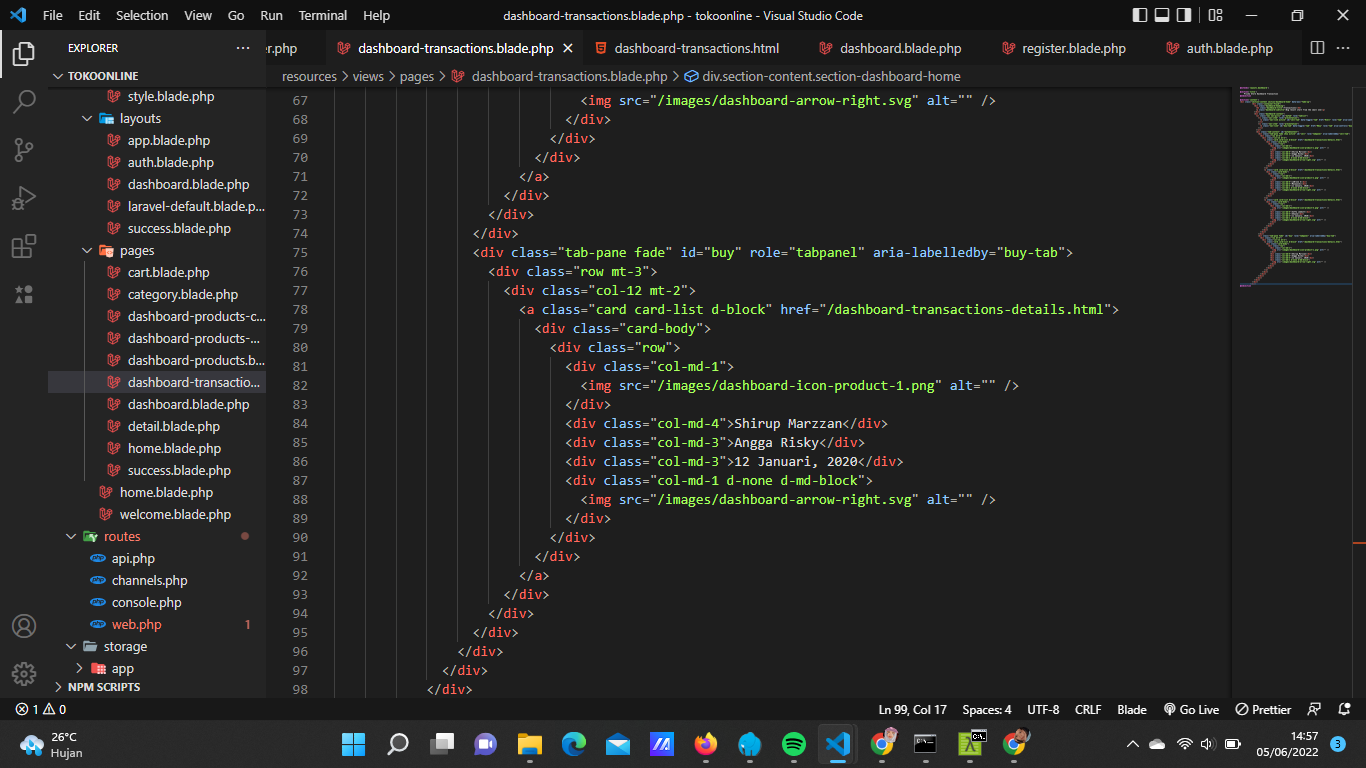 File Edit Selection View Go Run Terminal Help dashboard-transactions.blade.php - tokoonline - Visual Studio Code
EXPLORER ...
er.php dashboard-transactions.blade.php dashboard-transactions.html dashboard.blade.php register.blade.php auth.blade.php
resources > views > pages > dashboard-transactions.blade.php > div.section-content.section-dashboard-home
TOKOONLINE
style.blade.php
layouts
app.blade.php
auth.blade.php
dashboard.blade.php
laravel-default.blade.p...
success.blade.php
pages
cart.blade.php
category.blade.php
dashboard-products-c...
dashboard-products-...
dashboard-products.b...
dashboard-transactio...
dashboard.blade.php
detail.blade.php
home.blade.php
success.blade.php
home.blade.php
welcome.blade.php
routes
api.php
channels.php
console.php
web.php 1
storage
app
NPM SCRIPTS
67 <img src="/images/dashboard-arrow-right.svg" alt="" />
68 </div>
69 </div>
70 </div>
71 </a>
72 </div>
73 </div>
74 </div>
75 <div class="tab-pane fade" id="buy" role="tabpanel" aria-labelledby="buy-tab">
76 <div class="row mt-3">
77 <div class="col-12 mt-2">
78 <a class="card card-list d-block" href="/dashboard-transactions-details.html">
79 <div class="card-body">
80 <div class="row">
81 <div class="col-md-1">
82 <img src="/images/dashboard-icon-product-1.png" alt="" />
83 </div>
84 <div class="col-md-4">Shirup Marzzan</div>
85 <div class="col-md-3">Angga Risky</div>
86 <div class="col-md-3">12 Januari, 2020</div>
87 <div class="col-md-1 d-none d-md-block">
88 <img src="/images/dashboard-arrow-right.svg" alt="" />
89 </div>
90 </div>
91 </div>
92 </a>
93 </div>
94 </div>
95 </div>
96 </div>
97 </div>
98 </div>
1 0 Ln 99, Col 17 Spaces: 4 UTF-8 CRLF Blade Go Live Prettier
26°C
Hujan
14:57
05/06/2022
3